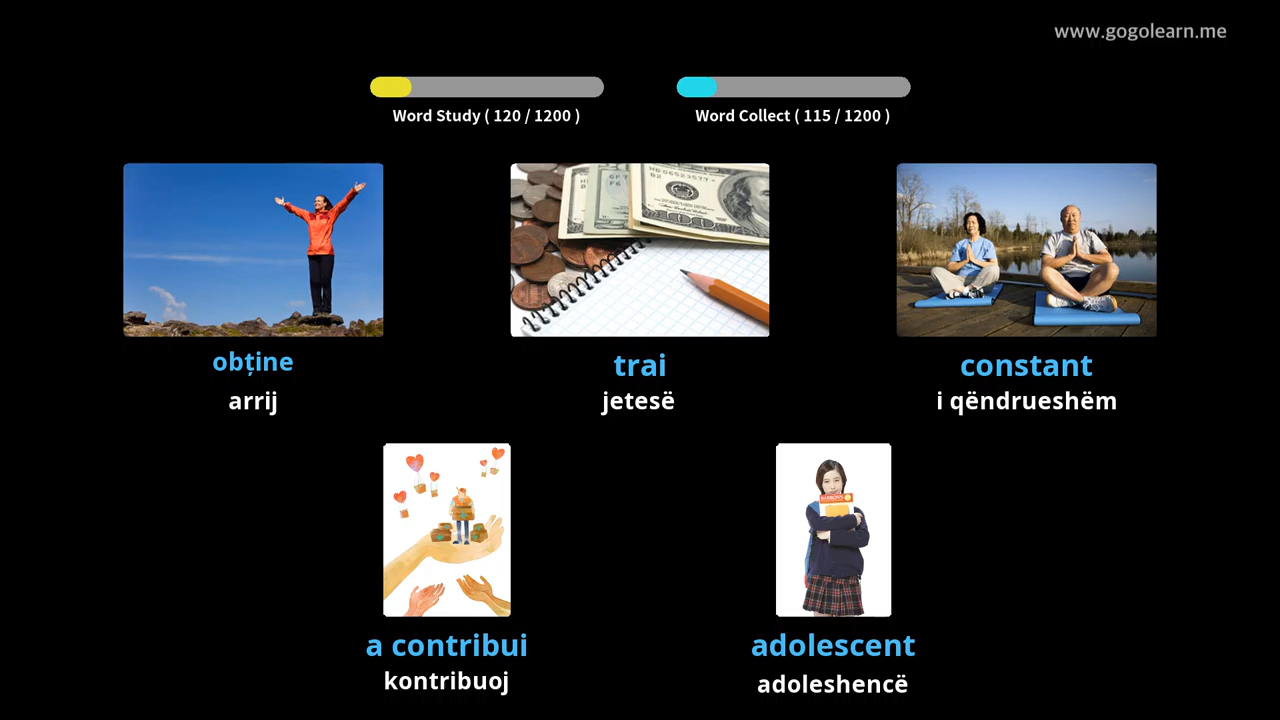 www.gogolearn.me
Word Study ( 120 / 1200 )
Word Collect ( 115 / 1200 )
obține
arrij
trai
jetesë
constant
i qëndrueshëm
a contribui
kontribuoj
adolescent
adoleshencë